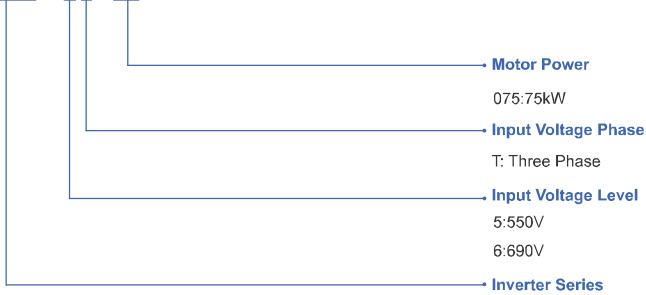 Motor Power
075:75kW
Input Voltage Phase
T: Three Phase
Input Voltage Level
5:550V
6:690V
Inverter Series